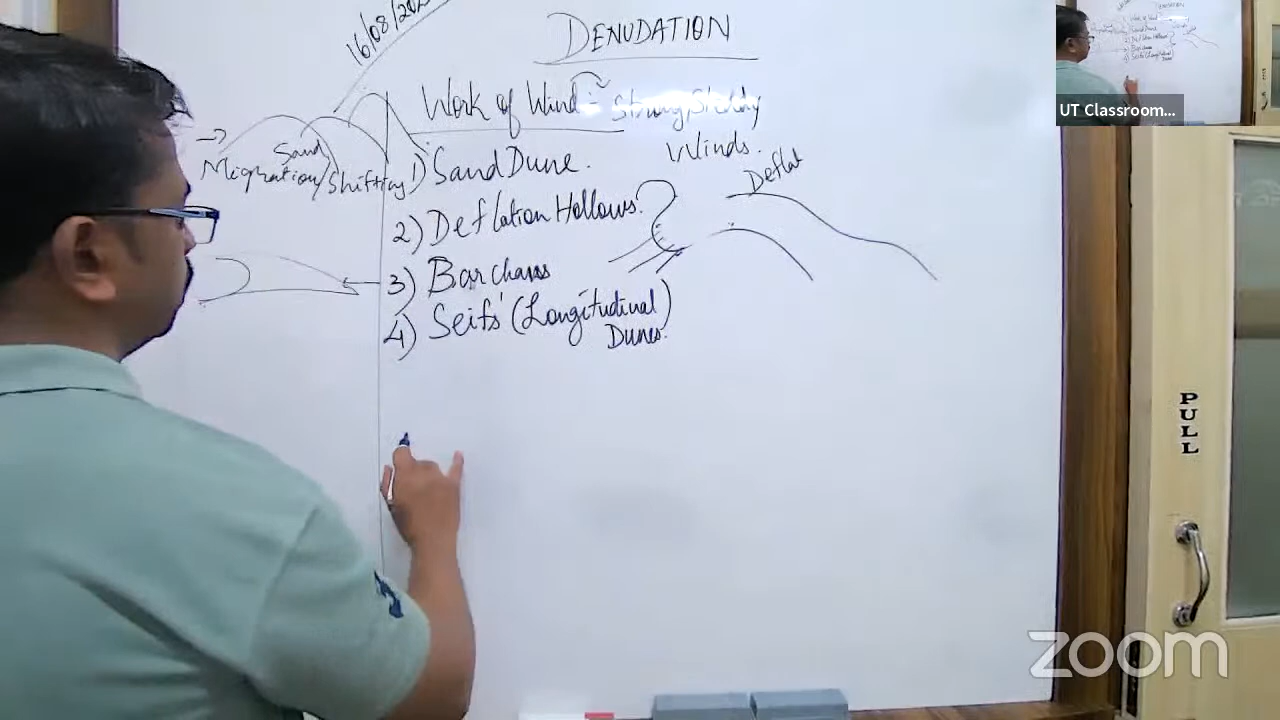 16/08/202
DENUDATION
Work of Wind :- Strong, Steady
Winds.
→ Sand
Migration/Shifting
1) Sand Dune.
2) Deflation Hollows.
Deflat
3) Barchans
4) Seifs (Longitudinal
Dunes.)
PULL
UT Classroom...
zoom